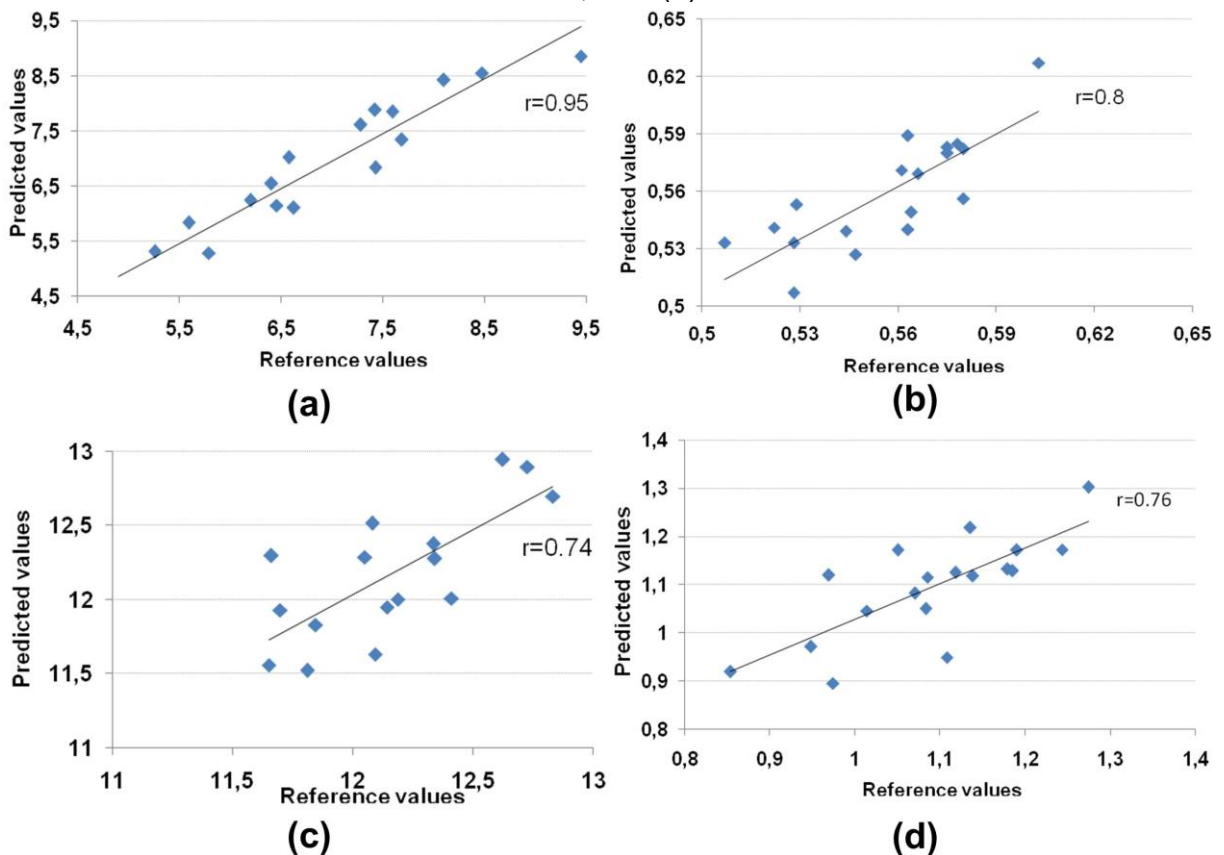 9,5
8,5
7,5
6,5
5,5
4,5
Predicted values
r=0.95
4,5 5,5 6,5 7,5 8,5 9,5
Reference values
(a)
0,65
0,62
0,59
0,56
0,53
0,5
Predicted values
r=0.8
0,5 0,53 0,56 0,59 0,62 0,65
Reference values
(b)
13
12,5
12
11,5
11
Predicted values
r=0.74
11 11,5 12 12,5 13
Reference values
(c)
1,4
1,3
1,2
1,1
1
0,9
0,8
Predicted values
r=0.76
0,8 0,9 1 1,1 1,2 1,3 1,4
Reference values
(d)